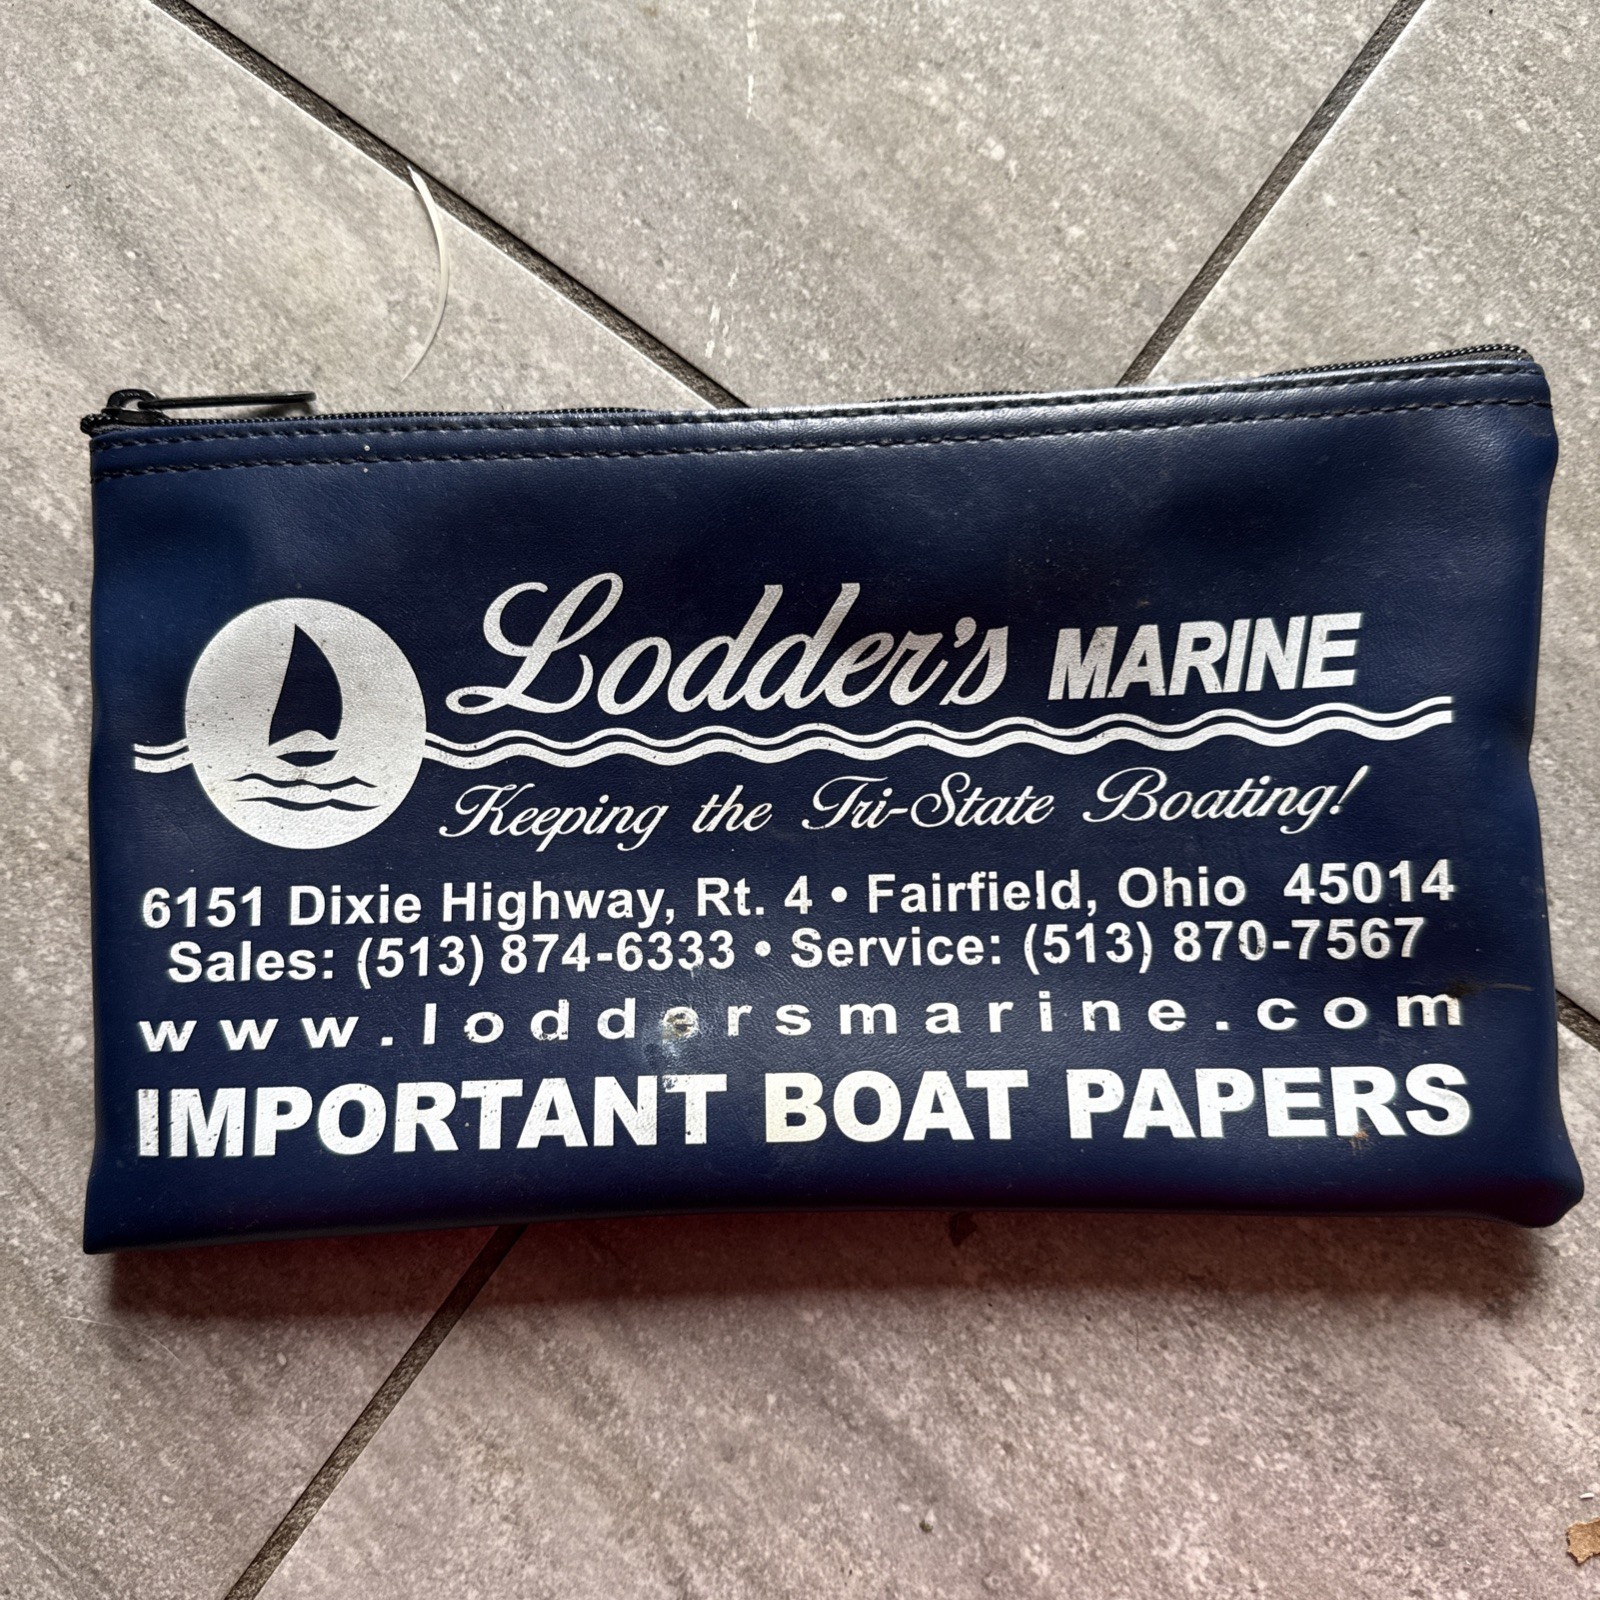 Lodder's MARINE
Keeping the Tri-State Boating!
6151 Dixie Highway, Rt. 4 • Fairfield, Ohio 45014
Sales: (513) 874-6333 • Service: (513) 870-7567
www.loddersmarine.com
IMPORTANT BOAT PAPERS